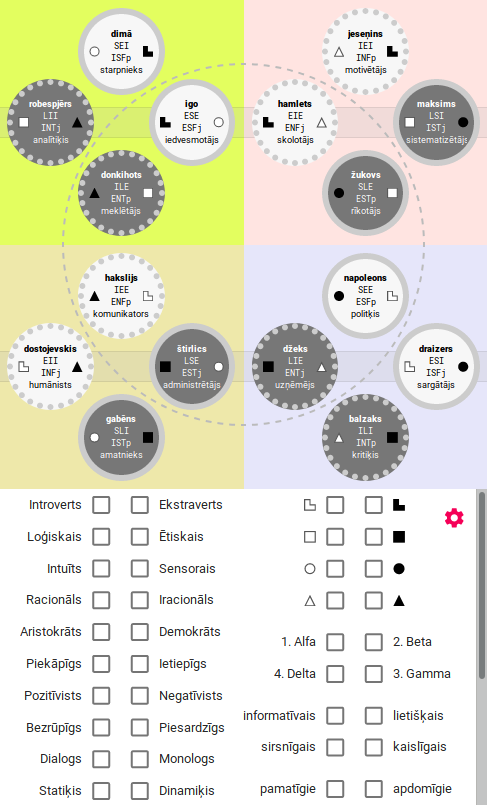 dimā
SEI
ISFp
starpnieks
robespjērs
LII
INTj
analītiķis
igo
ESE
ESFj
iedvesmotājs
donkihots
ILE
ENTp
meklētājs
jeseņins
IEI
INFp
motivētājs
hamlets
EIE
ENFj
skolotājs
maksims
LSI
ISTj
sistematizētājs
žukovs
SLE
ESTp
rīkotājs
hakslijs
IEE
ENFp
komunikators
dostojevskis
EII
INFj
humānists
štirlics
LSE
ESTj
administrētājs
gabēns
SLI
ISTp
amatnieks
napoleons
SEE
ESFp
politiķis
džeks
LIE
ENTj
uzņēmējs
draizers
ESI
ISFj
sargātājs
balzaks
ILI
INTp
kritiķis
Introverts Ekstraverts
Loģiskais Ētiskais
Intuīts Sensorais
Racionāls Iracionāls
Aristokrāts Demokrāts
Piekāpīgs Ietiepīgs
Pozitīvists Negatīvists
Bezrūpīgs Piesardzīgs
Dialogs Monologs
Statiķis Dinamiķis
1. Alfa 2. Beta
4. Delta 3. Gamma
informatīvais lietišķais
sirsnīgais kaislīgais
pamatīgie apdomīgie